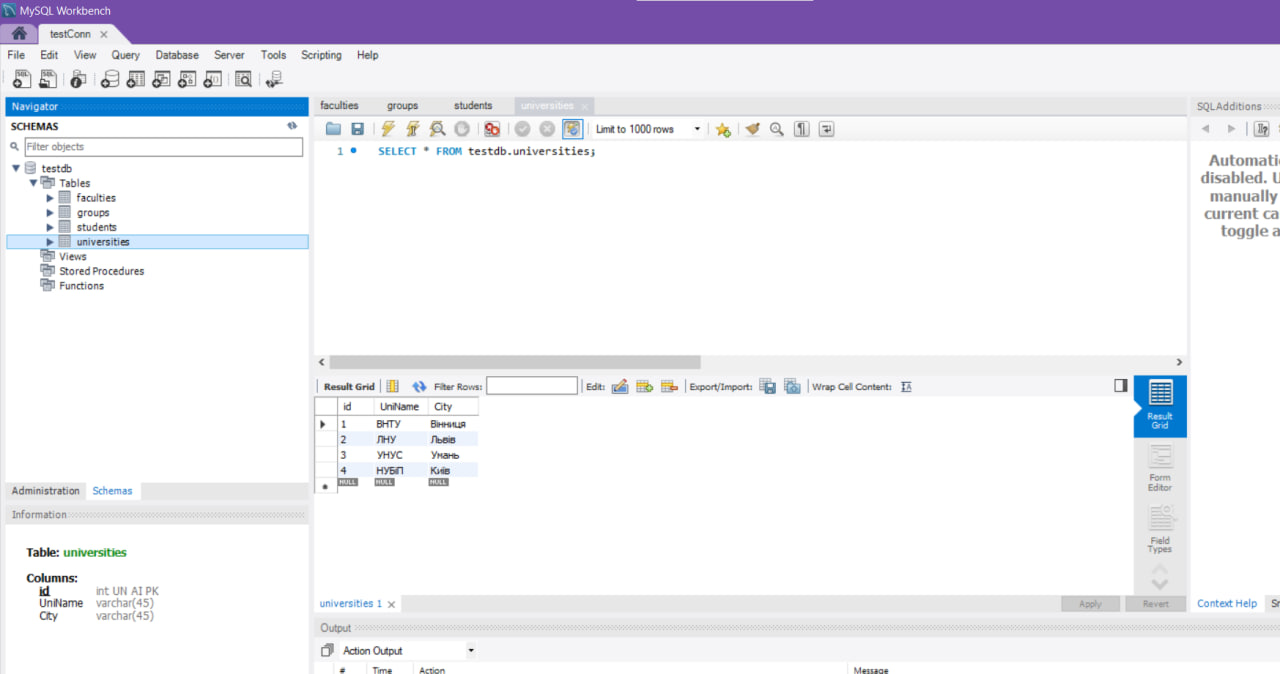 MySQL Workbench
testConn
File Edit View Query Database Server Tools Scripting Help
Navigator
SCHEMAS
Filter objects
testdb
Tables
faculties
groups
students
universities
Views
Stored Procedures
Functions
Administration Schemas
Information
Table: universities
Columns:
id int UN AI PK
UniName varchar(45)
City varchar(45)
faculties groups students universities
Limit to 1000 rows
1 SELECT * FROM testdb.universities;
Result Grid Filter Rows: Edit: Export/Import: Wrap Cell Content:
id UniName City
1 ВНТУ Вінниця
2 ЛНУ Львів
3 УНУС Умань
4 НУБіП Київ
NULL NULL NULL
Result
Grid
Form
Editor
Field
Types
universities 1
Apply Revert
Output
Action Output
# Time Action Message
SQLAdditions
Automati
disabled. U
manually
current ca
toggle a
Context Help Sn